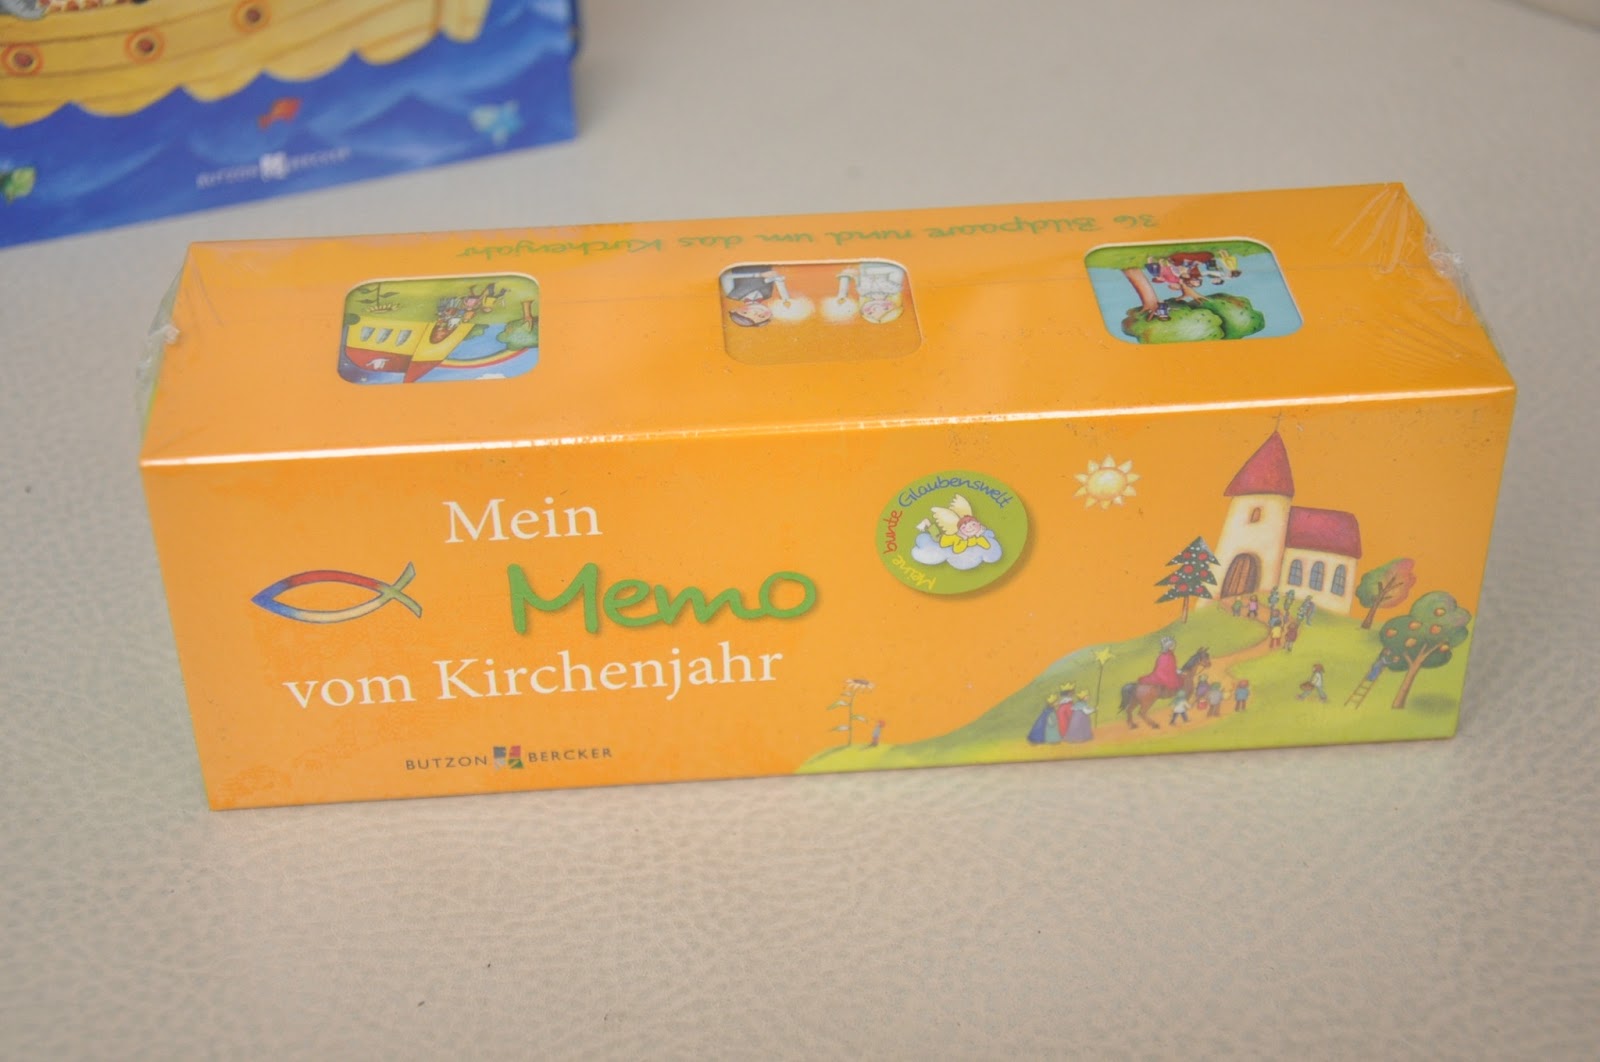 BUTZON BERCKER
36 Bildpaare rund um das Kirchenjahr
Mein
Memo
vom Kirchenjahr
Meine bunte Glaubenswelt
BUTZON BERCKER